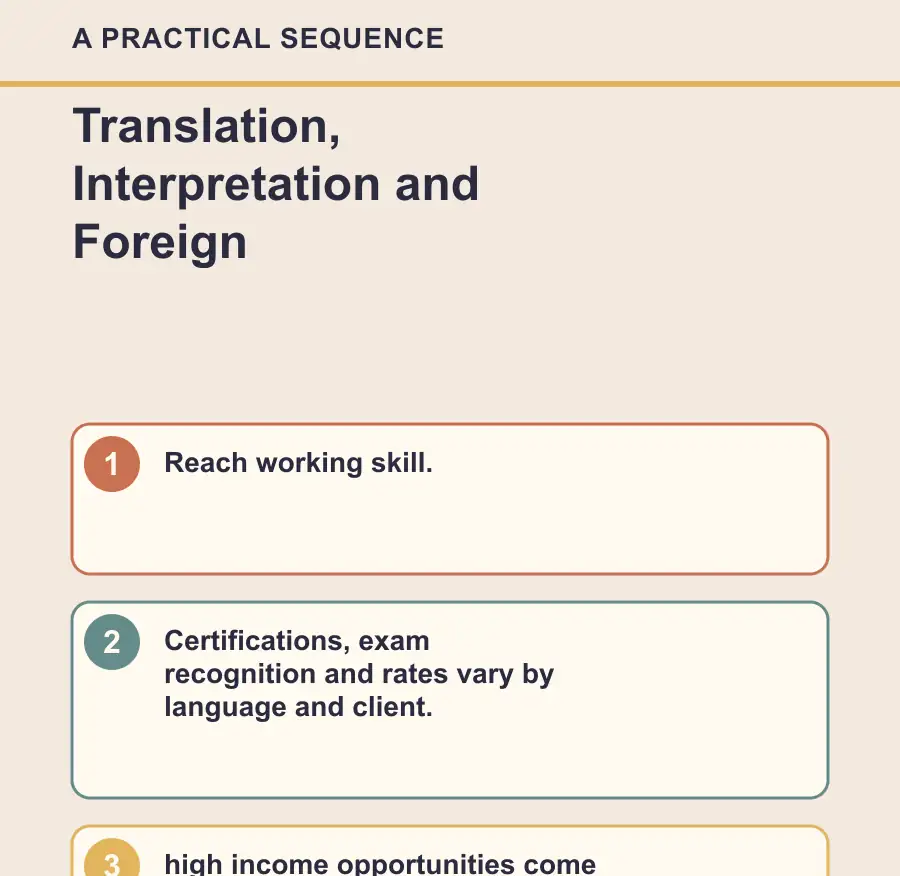 A PRACTICAL SEQUENCE
Translation,
Interpretation and
Foreign
1
Reach working skill.
2
Certifications, exam
recognition and rates vary by
language and client.
3
high income opportunities come